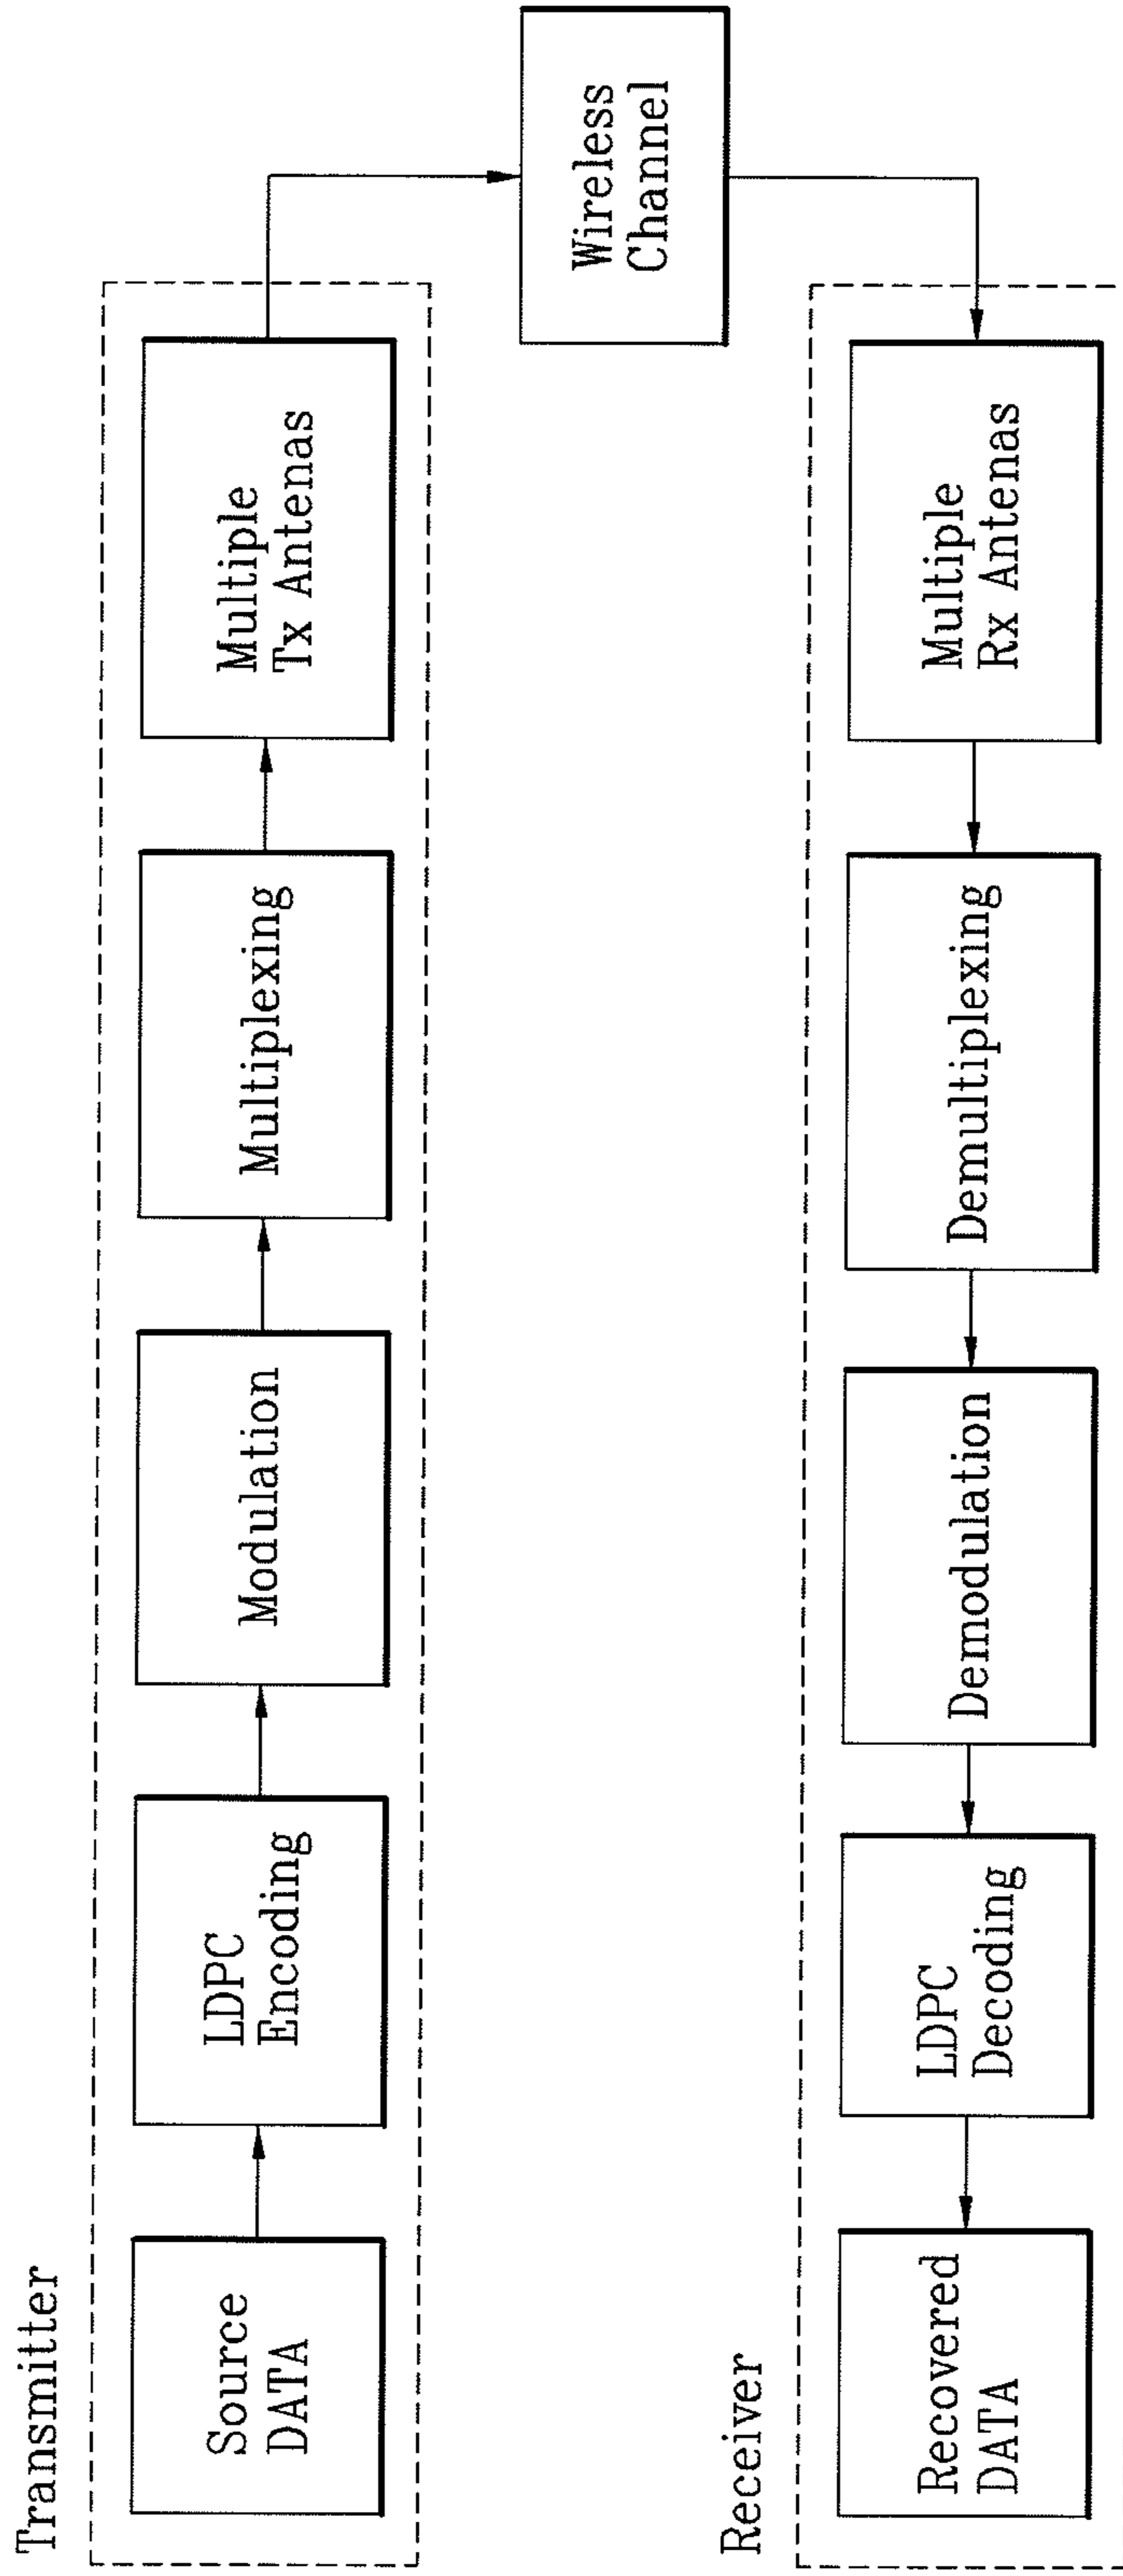 Transmitter
Source
DATA
LDPC
Encoding
Modulation
Multiplexing
Multiple
Tx Antenas
Wireless
Channel
Receiver
Recovered
DATA
LDPC
Decoding
Demodulation
Demultiplexing
Multiple
Rx Antenas